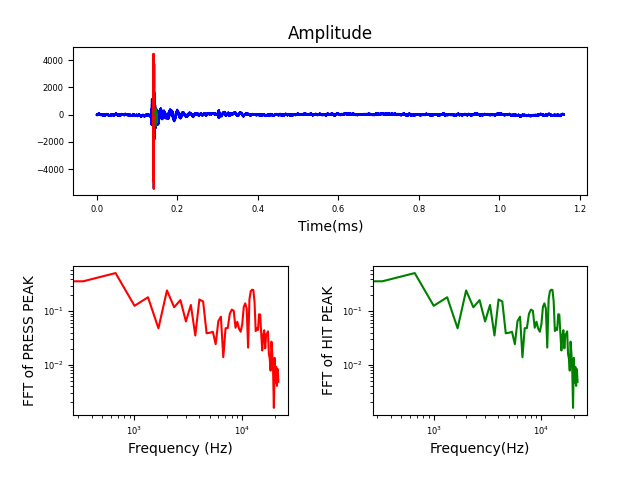 Amplitude
4000
2000
0
−2000
−4000
0.0 0.2 0.4 0.6 0.8 1.0 1.2
Time(ms)
FFT of PRESS PEAK
10⁻¹
10⁻²
10³ 10⁴
Frequency (Hz)
FFT of HIT PEAK
10⁻¹
10⁻²
10³ 10⁴
Frequency(Hz)